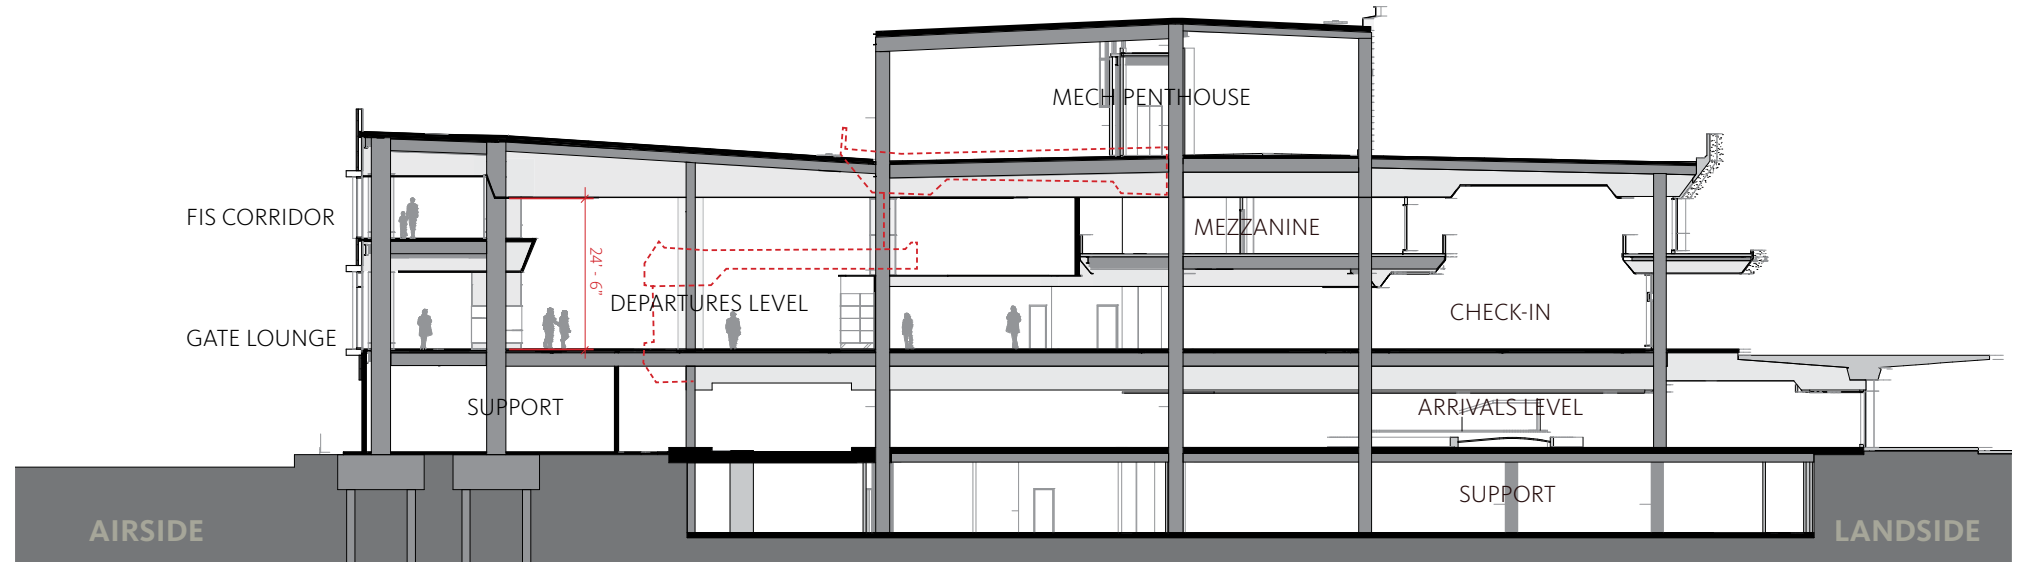 MECH PENTHOUSE
FIS CORRIDOR
MEZZANINE
24' - 6"
DEPARTURES LEVEL
CHECK-IN
GATE LOUNGE
SUPPORT
ARRIVALS LEVEL
SUPPORT
AIRSIDE
LANDSIDE